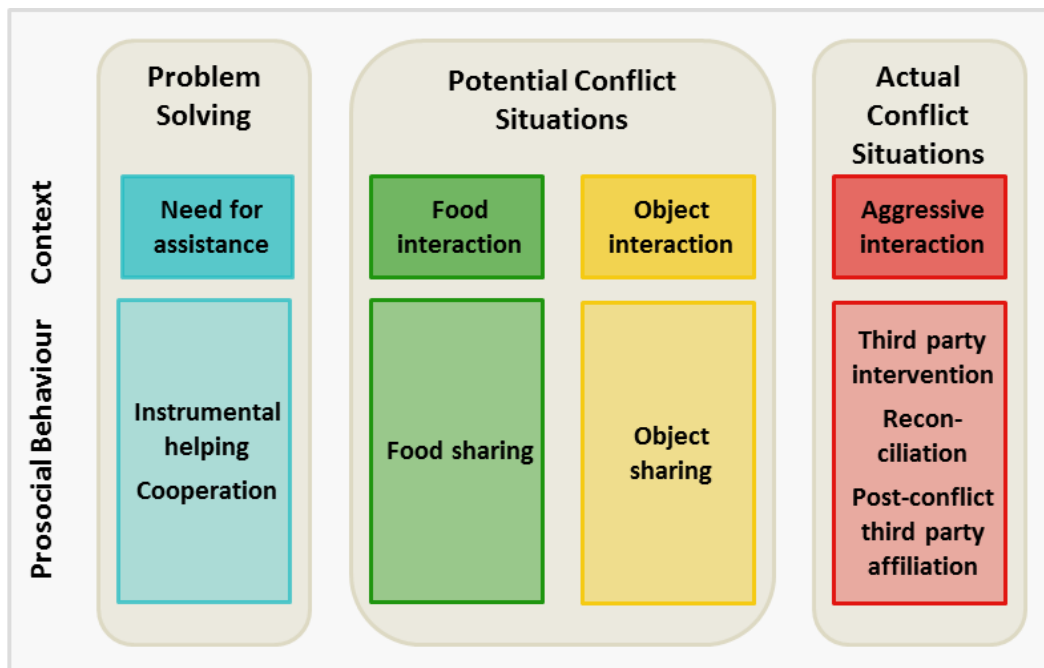 Problem
Solving
Potential Conflict
Situations
Actual
Conflict
Situations
Context
Need for
assistance
Food
interaction
Object
interaction
Aggressive
interaction
Prosocial Behaviour
Instrumental
helping
Cooperation
Food sharing
Object
sharing
Third party
intervention
Recon-
ciliation
Post-conflict
third party
affiliation